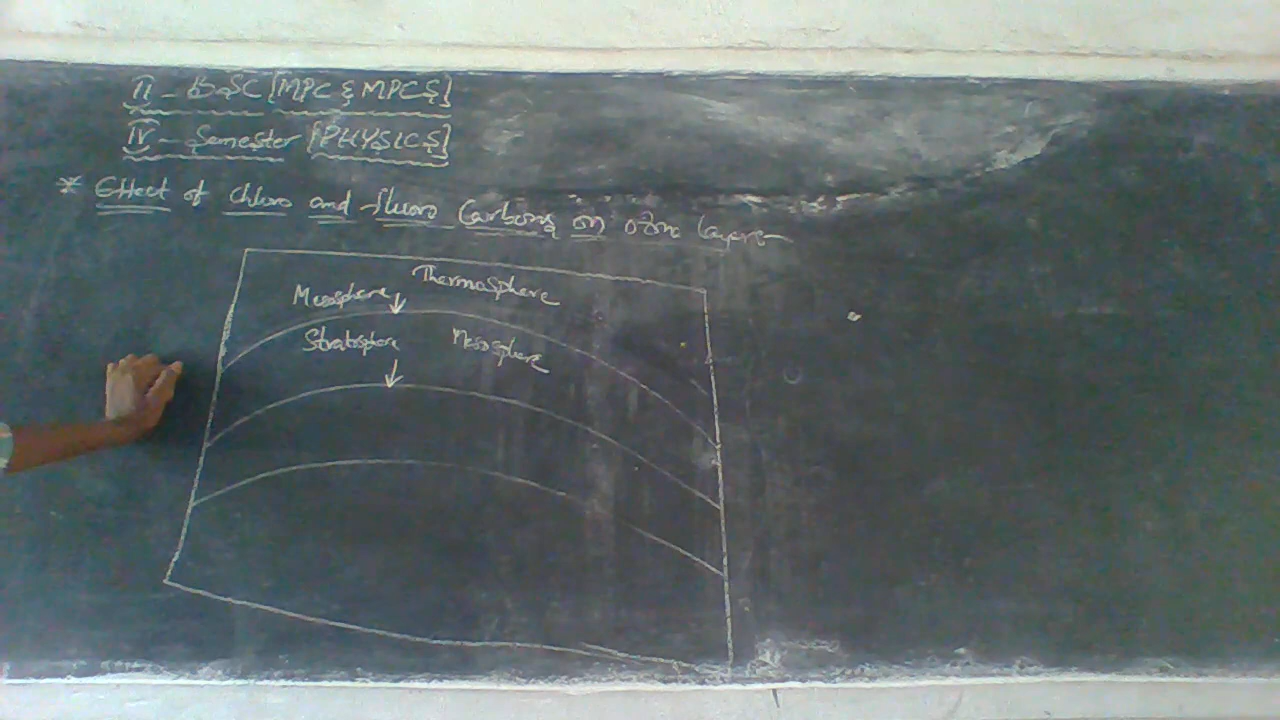 II - B.SC [MPC & MPCS]
IV - Semester [PHYSICS]
* Effect of Chloro and fluoro Carbons on ozone layer:-
Thermosphere
Mesosphere
Stratosphere
Mesosphere